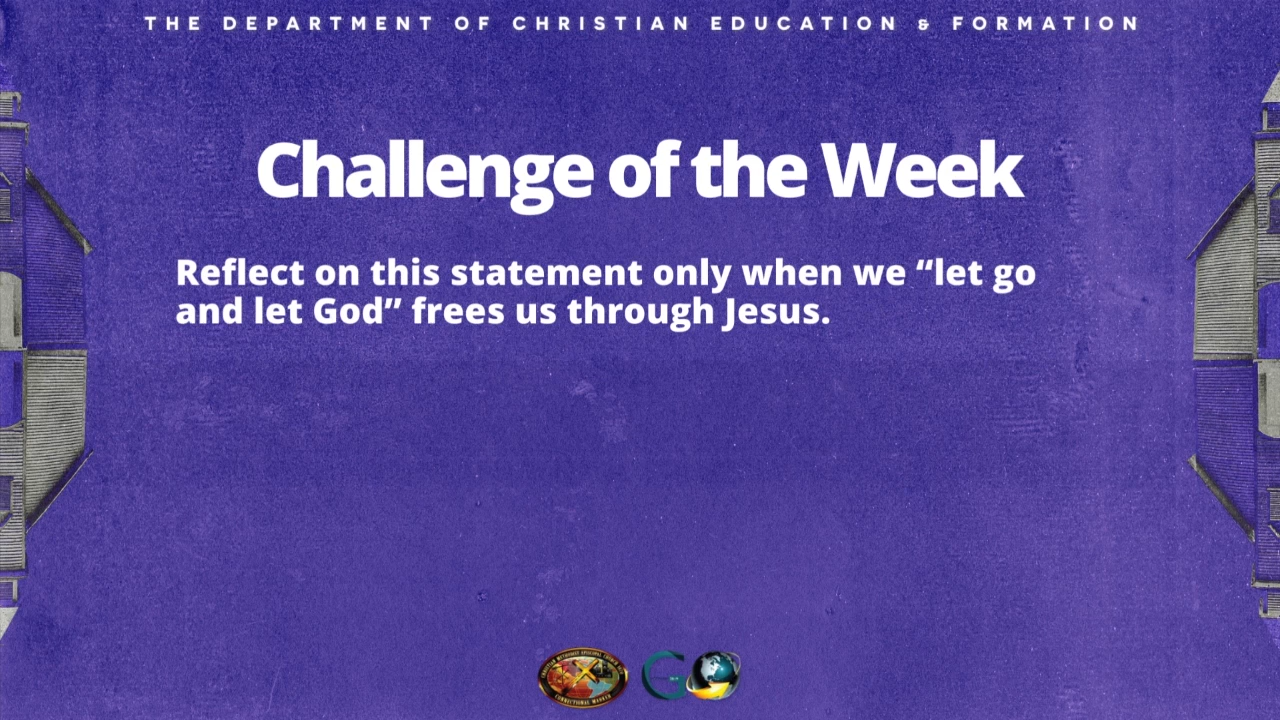 THE DEPARTMENT OF CHRISTIAN EDUCATION & FORMATION
Challenge of the Week
Reflect on this statement only when we “let go
and let God” frees us through Jesus.
GO